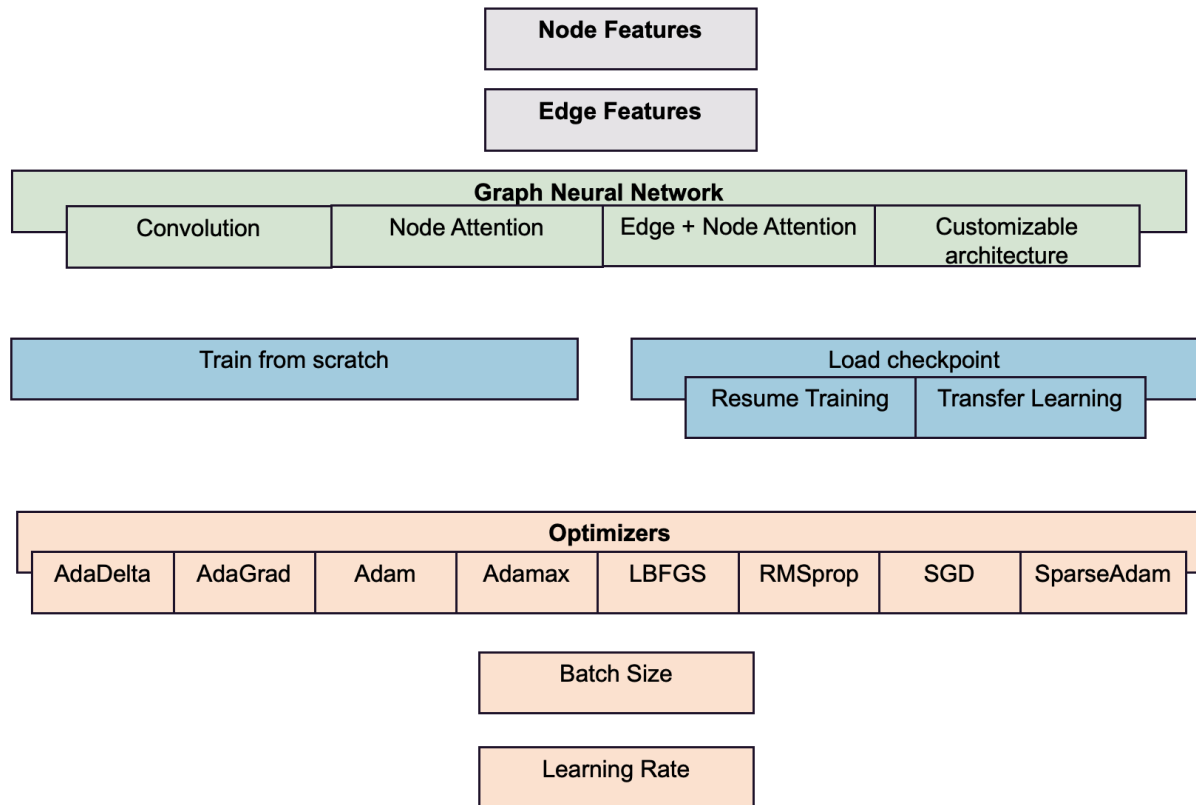 Node Features
Edge Features
Graph Neural Network
Convolution
Node Attention
Edge + Node Attention
Customizable
architecture
Train from scratch
Load checkpoint
Resume Training
Transfer Learning
Optimizers
AdaDelta
AdaGrad
Adam
Adamax
LBFGS
RMSprop
SGD
SparseAdam
Batch Size
Learning Rate